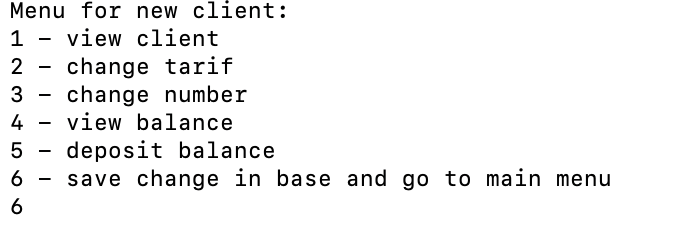 Menu for new client:
1 – view client
2 – change tarif
3 – change number
4 – view balance
5 – deposit balance
6 – save change in base and go to main menu
6